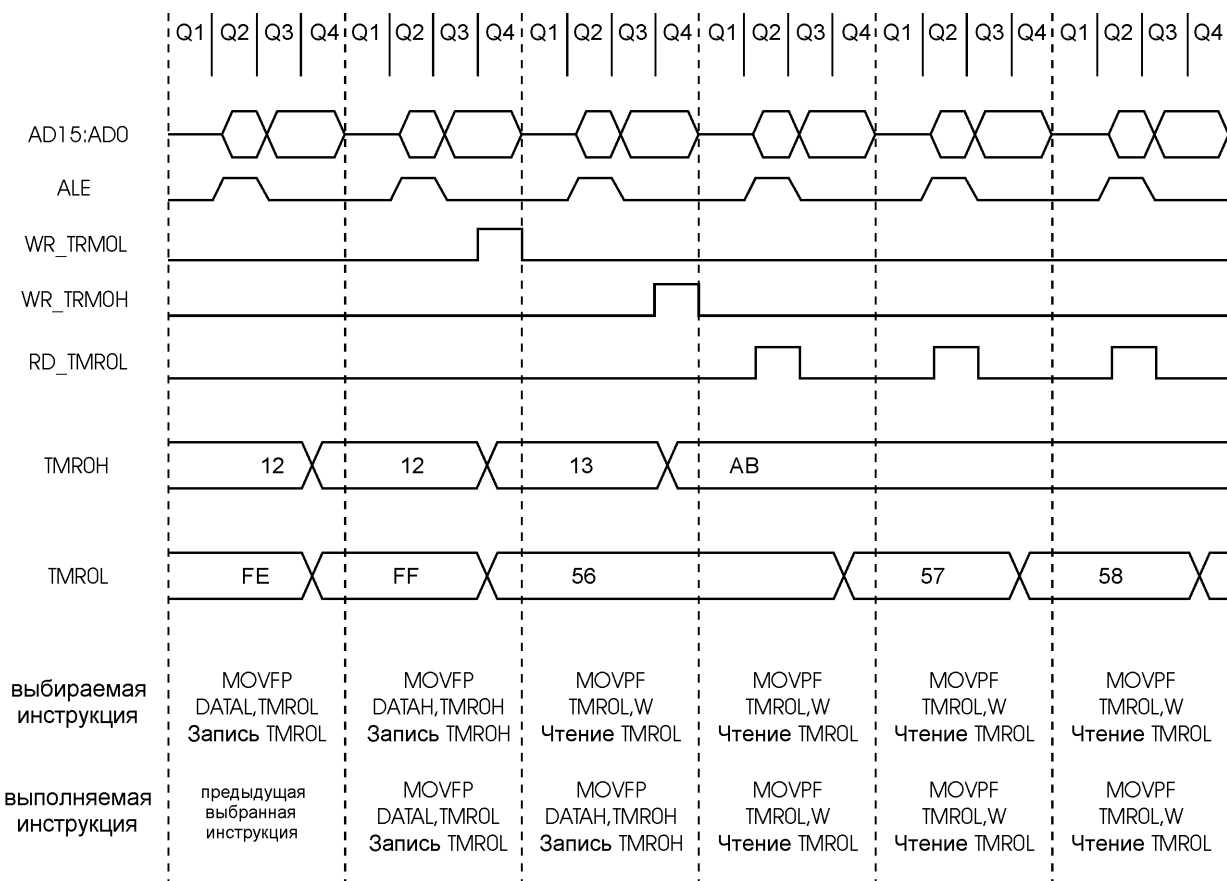 Q1 Q2 Q3 Q4 Q1 Q2 Q3 Q4 Q1 Q2 Q3 Q4 Q1 Q2 Q3 Q4 Q1 Q2 Q3 Q4 Q1 Q2 Q3 Q4
AD15:AD0
ALE
WR_TRM0L
WR_TRM0H
RD_TMR0L
TMR0H 12 12 13 AB
TMR0L FE FF 56 57 58
выбираемая
инструкция
MOVFP
DATAL,TMR0L
Запись TMR0L
MOVFP
DATAH,TMR0H
Запись TMR0H
MOVPF
TMR0L,W
Чтение TMR0L
MOVPF
TMR0L,W
Чтение TMR0L
MOVPF
TMR0L,W
Чтение TMR0L
MOVPF
TMR0L,W
Чтение TMR0L
выполняемая
инструкция
предыдущая
выбранная
инструкция
MOVFP
DATAL,TMR0L
Запись TMR0L
MOVFP
DATAH,TMR0H
Запись TMR0H
MOVPF
TMR0L,W
Чтение TMR0L
MOVPF
TMR0L,W
Чтение TMR0L
MOVPF
TMR0L,W
Чтение TMR0L